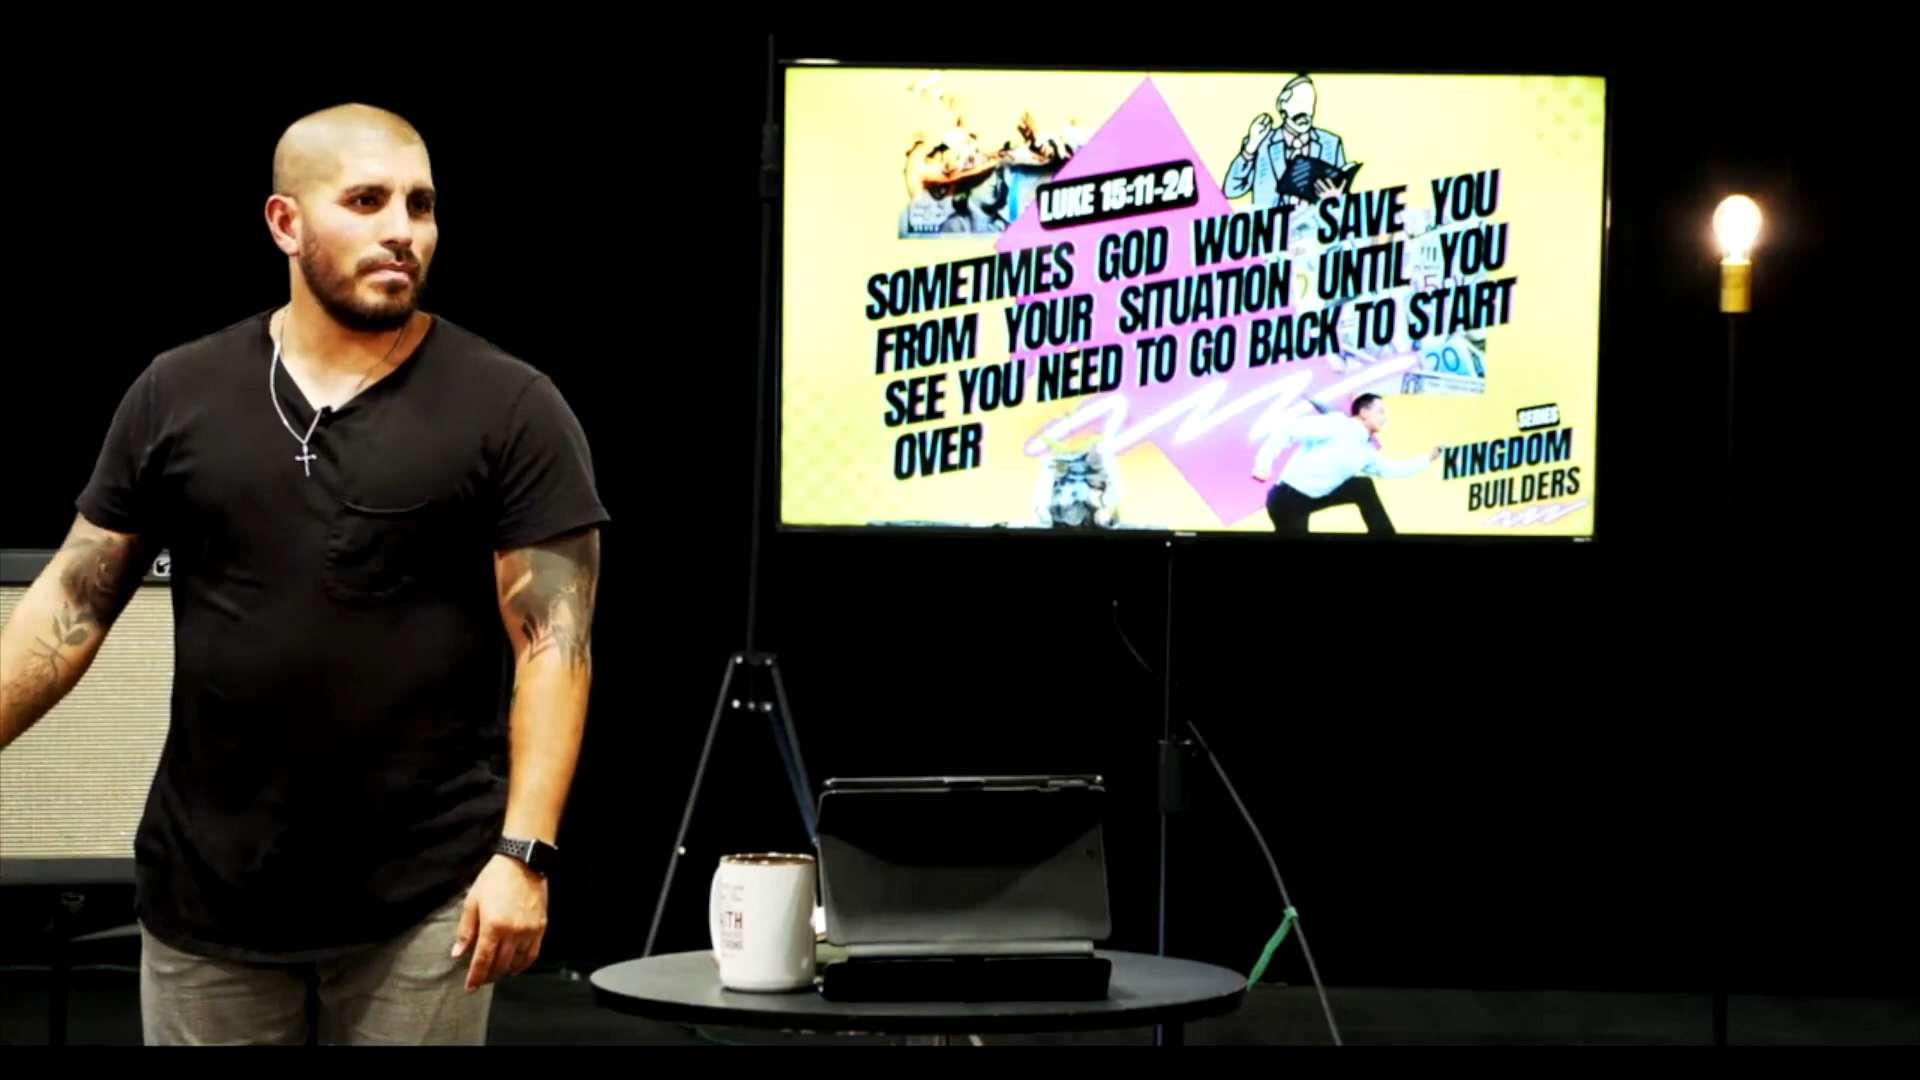 LUKE 15:11-24
SOMETIMES GOD WONT SAVE YOU
FROM YOUR SITUATION UNTIL YOU
SEE YOU NEED TO GO BACK TO START
OVER
SERIES
KINGDOM
BUILDERS
20